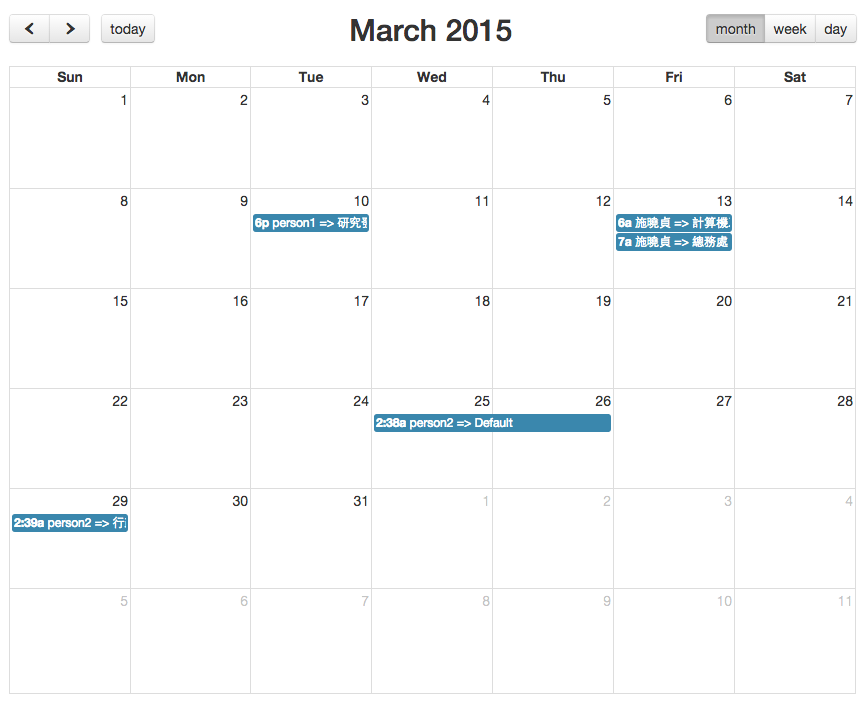 today
March 2015
month week day
Sun Mon Tue Wed Thu Fri Sat
1 2 3 4 5 6 7
8 9 10 11 12 13 14
6p person1 => 研究
6a 施曉貞 => 計算機
7a 施曉貞 => 總務處
15 16 17 18 19 20 21
22 23 24 25 26 27 28
2:38a person2 => Default
29 30 31 1 2 3 4
2:39a person2 => 行
5 6 7 8 9 10 11